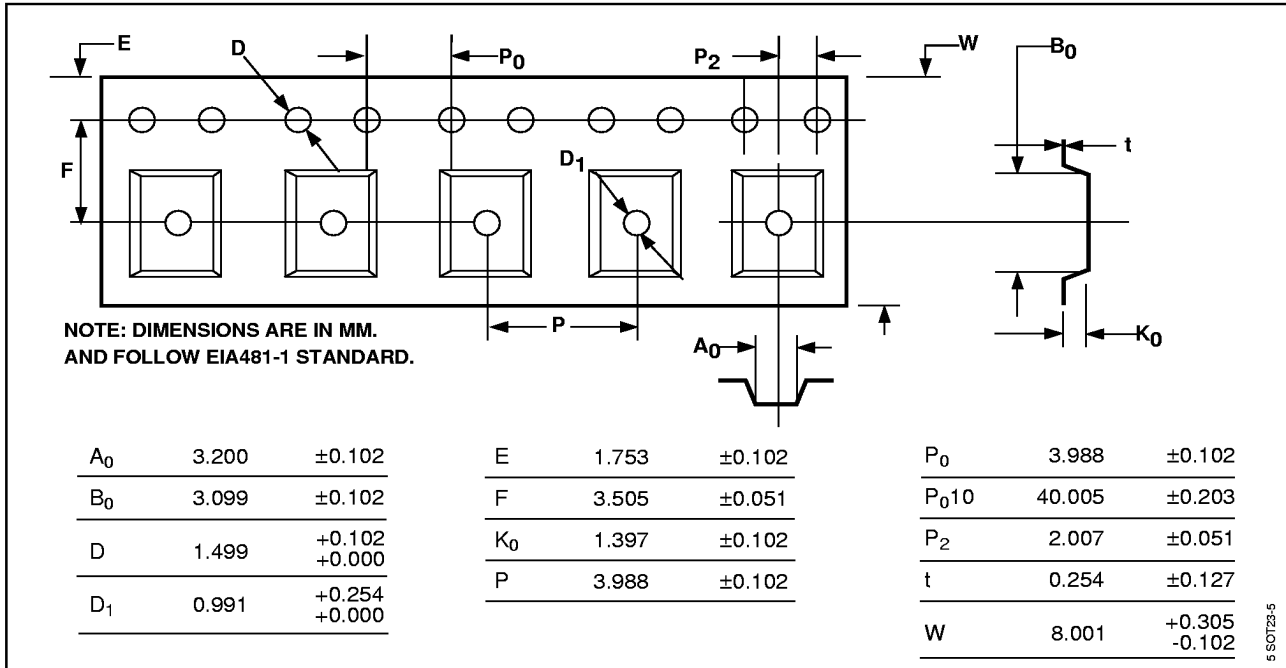 E
D
P0
P2
W
B0
F
D1
t
NOTE: DIMENSIONS ARE IN MM.
AND FOLLOW EIA481-1 STANDARD.
P
A0
K0
A0 3.200 ±0.102
B0 3.099 ±0.102
D 1.499 +0.102 +0.000
D1 0.991 +0.254 +0.000
E 1.753 ±0.102
F 3.505 ±0.051
K0 1.397 ±0.102
P 3.988 ±0.102
P0 3.988 ±0.102
P010 40.005 ±0.203
P2 2.007 ±0.051
t 0.254 ±0.127
W 8.001 +0.305 -0.102
5 SOT23-5